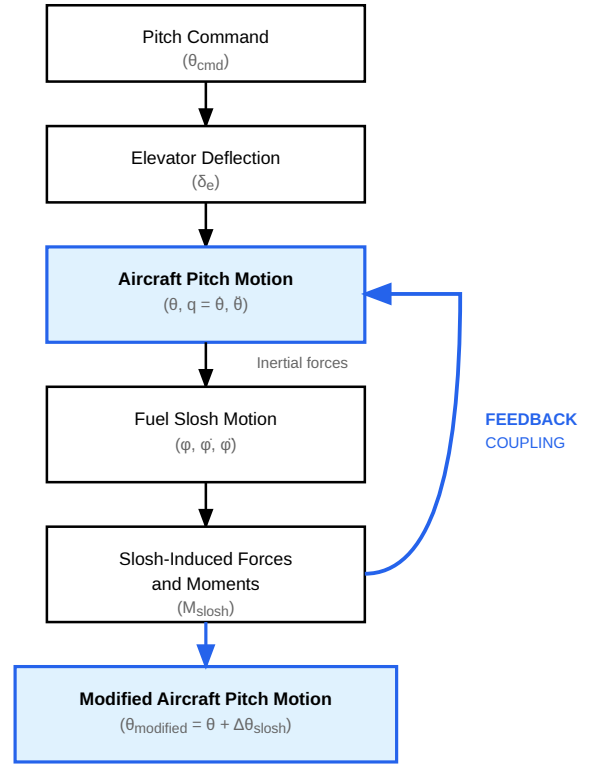 Pitch Command
(θcmd)
Elevator Deflection
(δe)
Aircraft Pitch Motion
(θ, q = θ̇, θ̈)
Inertial forces
Fuel Slosh Motion
(φ, φ̇, φ̈)
FEEDBACK
COUPLING
Slosh-Induced Forces
and Moments
(Mslosh)
Modified Aircraft Pitch Motion
(θmodified = θ + Δθslosh)